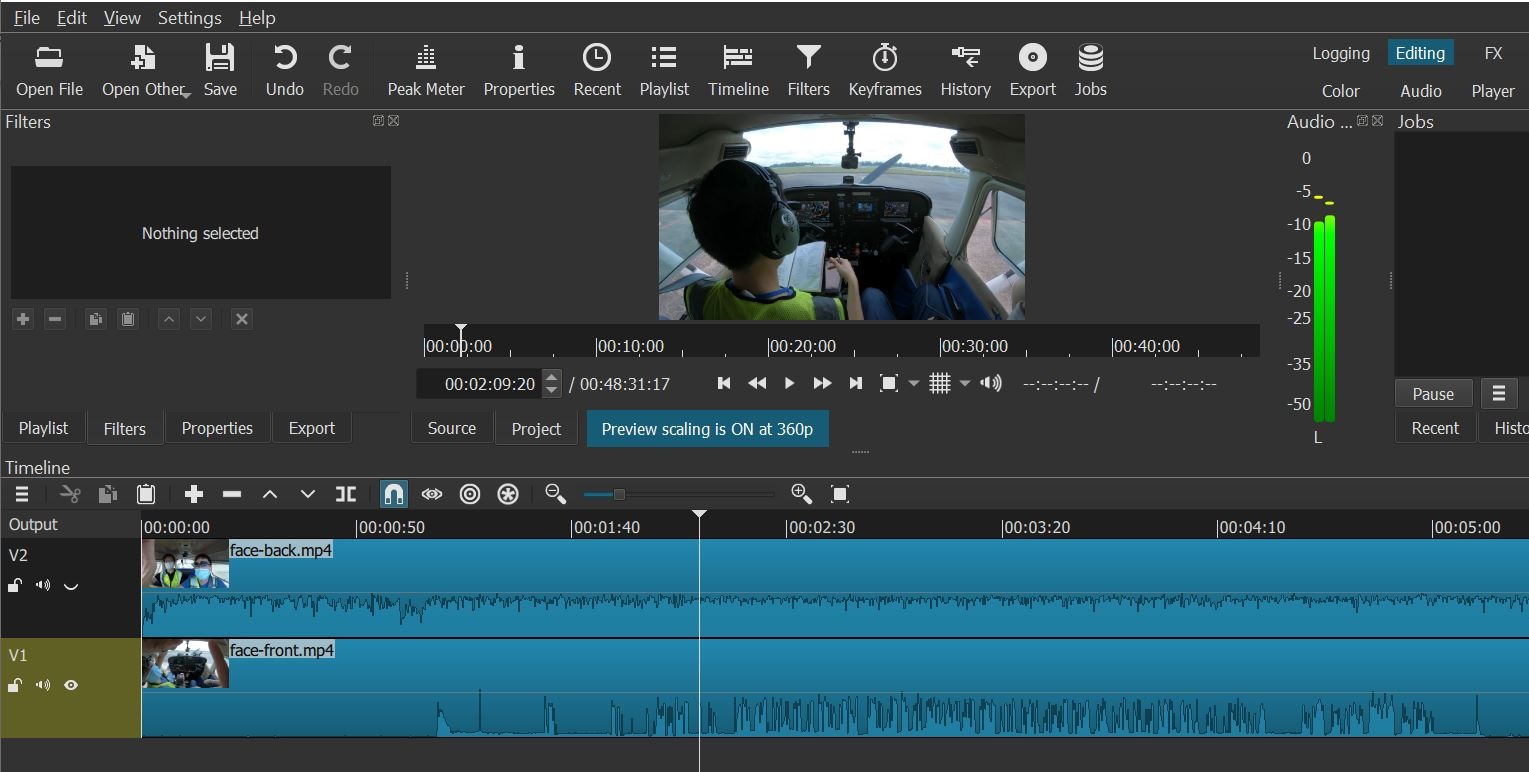 File Edit View Settings Help
Open File Open Other Save Undo Redo Peak Meter Properties Recent Playlist Timeline Filters Keyframes History Export Jobs
Logging Editing FX
Color Audio Player
Filters
Nothing selected
Playlist Filters Properties Export
00:00:00 00:10:00 00:20:00 00:30:00 00:40:00
00:02:09:20 / 00:48:31:17 --:--:--:-- / --:--:--:--
Source Project Preview scaling is ON at 360p
Audio ...
0
-5
-10
-15
-20
-25
-35
-50
L
Jobs
Pause
Recent Histo
Timeline
Output 00:00:00 00:00:50 00:01:40 00:02:30 00:03:20 00:04:10 00:05:00
V2 face-back.mp4
V1 face-front.mp4